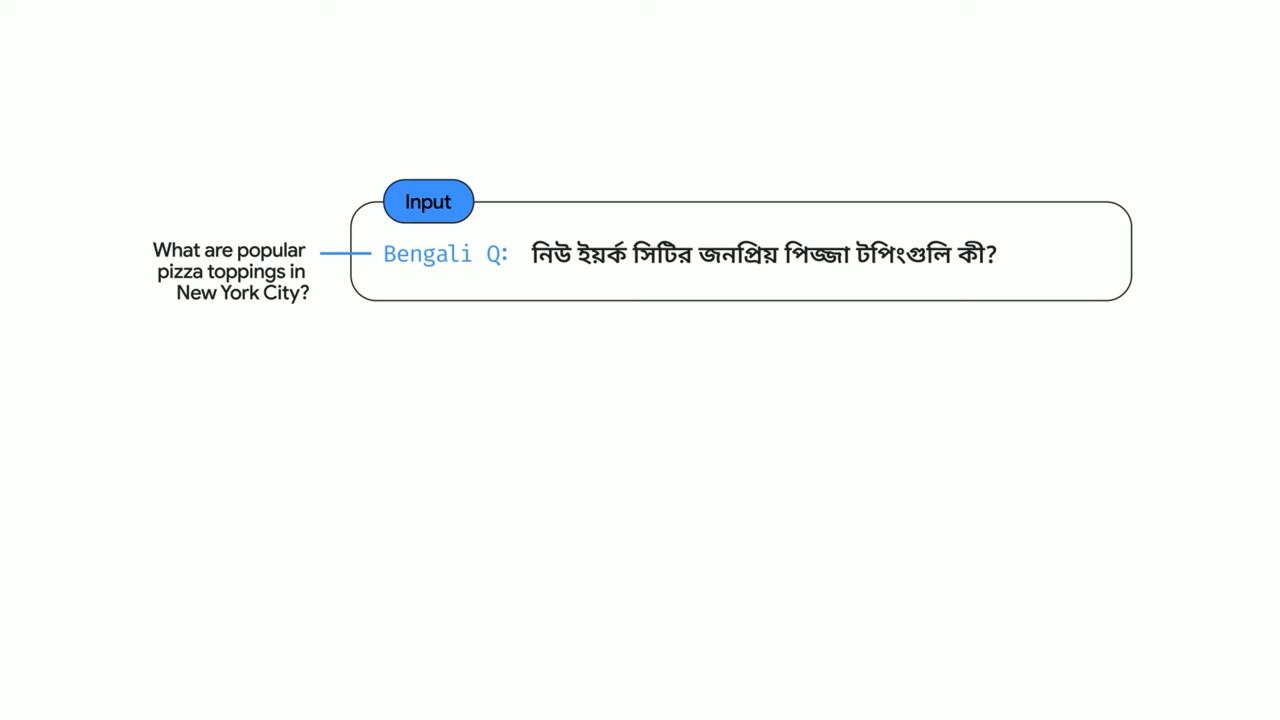 Input
What are popular
pizza toppings in
New York City?
Bengali Q: নিউ ইয়র্ক সিটির জনপ্রিয় পিজ্জা টপিংগুলি কী?